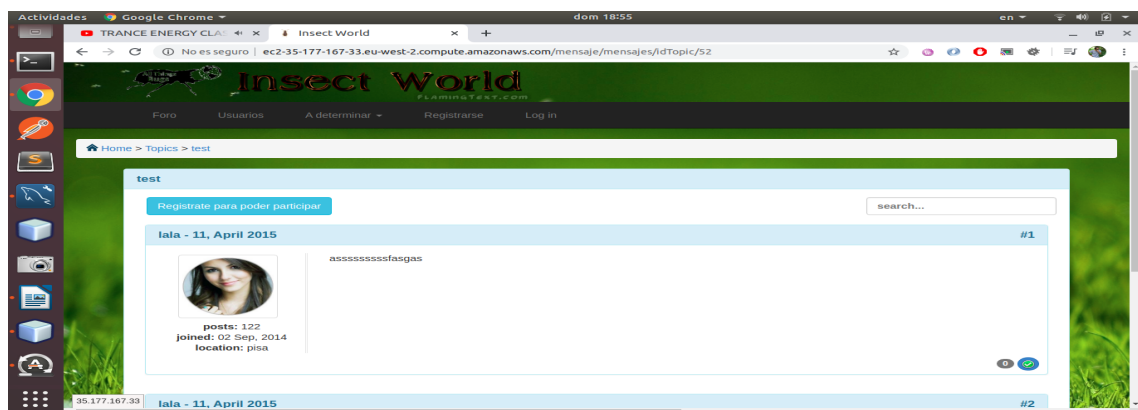 Actividades Google Chrome dom 18:55 en
TRANCE ENERGY CLAS Insect World
No es seguro | ec2-35-177-167-33.eu-west-2.compute.amazonaws.com/mensaje/mensajes/idTopic/52
Insect World
FLAMINGTEXT.COM
Foro Usuarios A determinar Registrarse Log in
Home > Topics > test
test
Registrate para poder participar search...
lala - 11, April 2015 #1
asssssssssfasgas
posts: 122
joined: 02 Sep, 2014
location: pisa
0
35.177.167.33
lala - 11, April 2015 #2